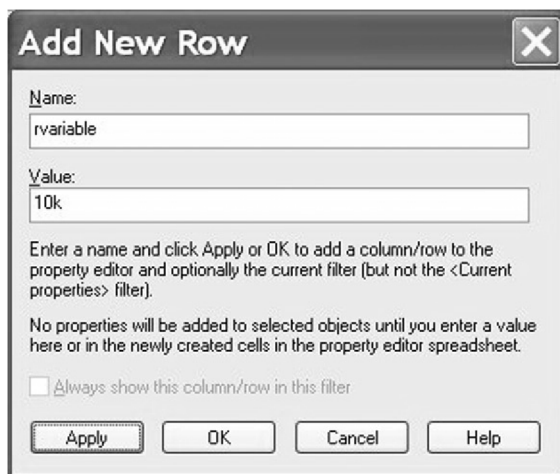 Add New Row
Name:
rvariable
Value:
10k
Enter a name and click Apply or OK to add a column/row to the
property editor and optionally the current filter (but not the <Current
properties> filter).
No properties will be added to selected objects until you enter a value
here or in the newly created cells in the property editor spreadsheet.
Always show this column/row in this filter
Apply OK Cancel Help